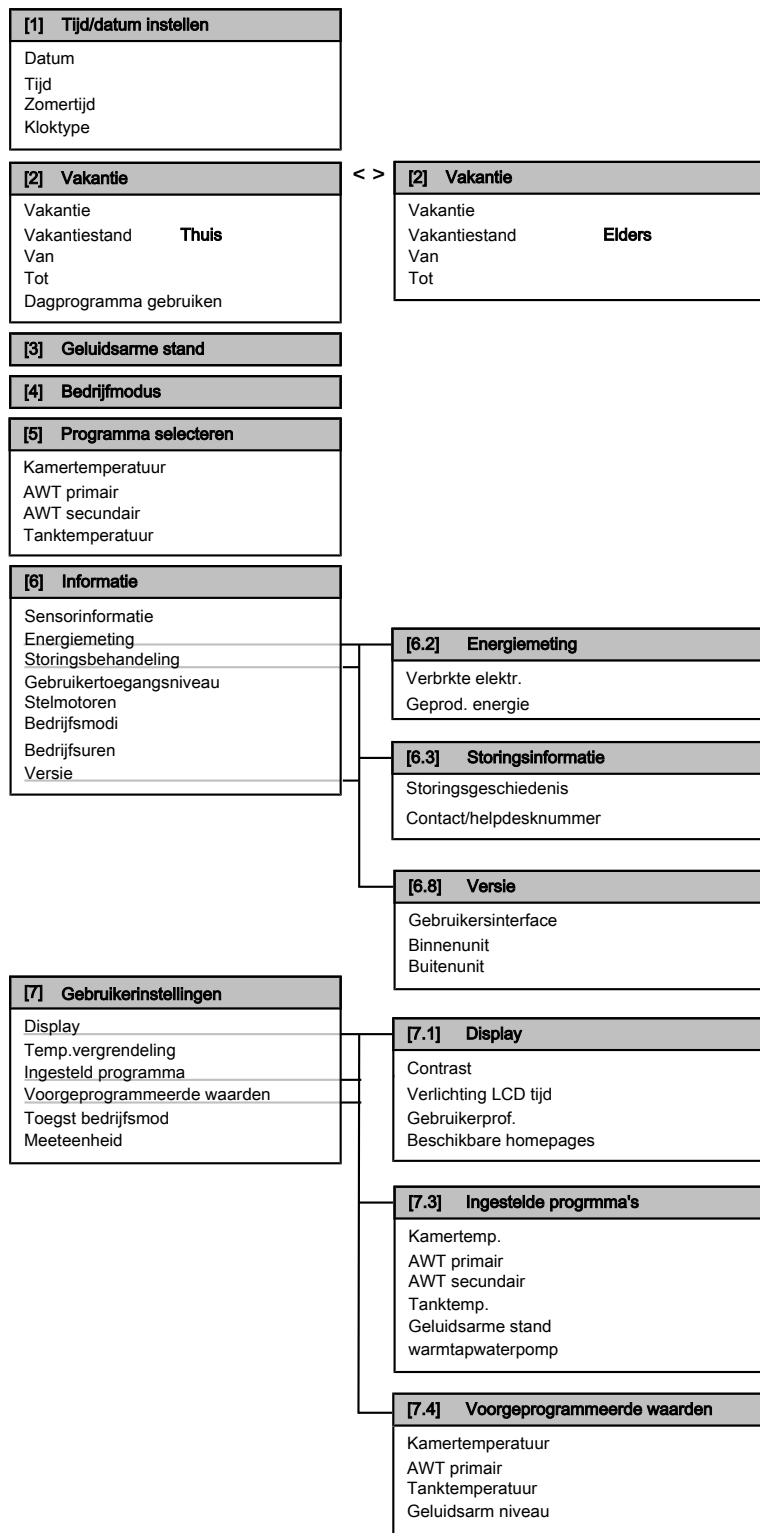 [1] Tijd/datum instellen
Datum
Tijd
Zomertijd
Kloktype
[2] Vakantie
Vakantie
Vakantiestand Thuis
Van
Tot
Dagprogramma gebruiken
< >
[2] Vakantie
Vakantie
Vakantiestand Elders
Van
Tot
[3] Geluidsarme stand
[4] Bedrijfmodus
[5] Programma selecteren
Kamertemperatuur
AWT primair
AWT secundair
Tanktemperatuur
[6] Informatie
Sensorinformatie
Energiemeting
Storingsbehandeling
Gebruikertoegangsniveau
Stelmotoren
Bedrijfsmodi
Bedrijfsuren
Versie
[6.2] Energiemeting
Verbrkte elektr.
Geprod. energie
[6.3] Storingsinformatie
Storingsgeschiedenis
Contact/helpdesknummer
[6.8] Versie
Gebruikersinterface
Binnenunit
Buitenunit
[7] Gebruikerinstellingen
Display
Temp.vergrendeling
Ingesteld programma
Voorgeprogrammeerde waarden
Toegst bedrijfsmod
Meeteenheid
[7.1] Display
Contrast
Verlichting LCD tijd
Gebruikerprof.
Beschikbare homepages
[7.3] Ingestelde progrmma's
Kamertemp.
AWT primair
AWT secundair
Tanktemp.
Geluidsarme stand
warmtapwaterpomp
[7.4] Voorgeprogrammeerde waarden
Kamertemperatuur
AWT primair
Tanktemperatuur
Geluidsarm niveau